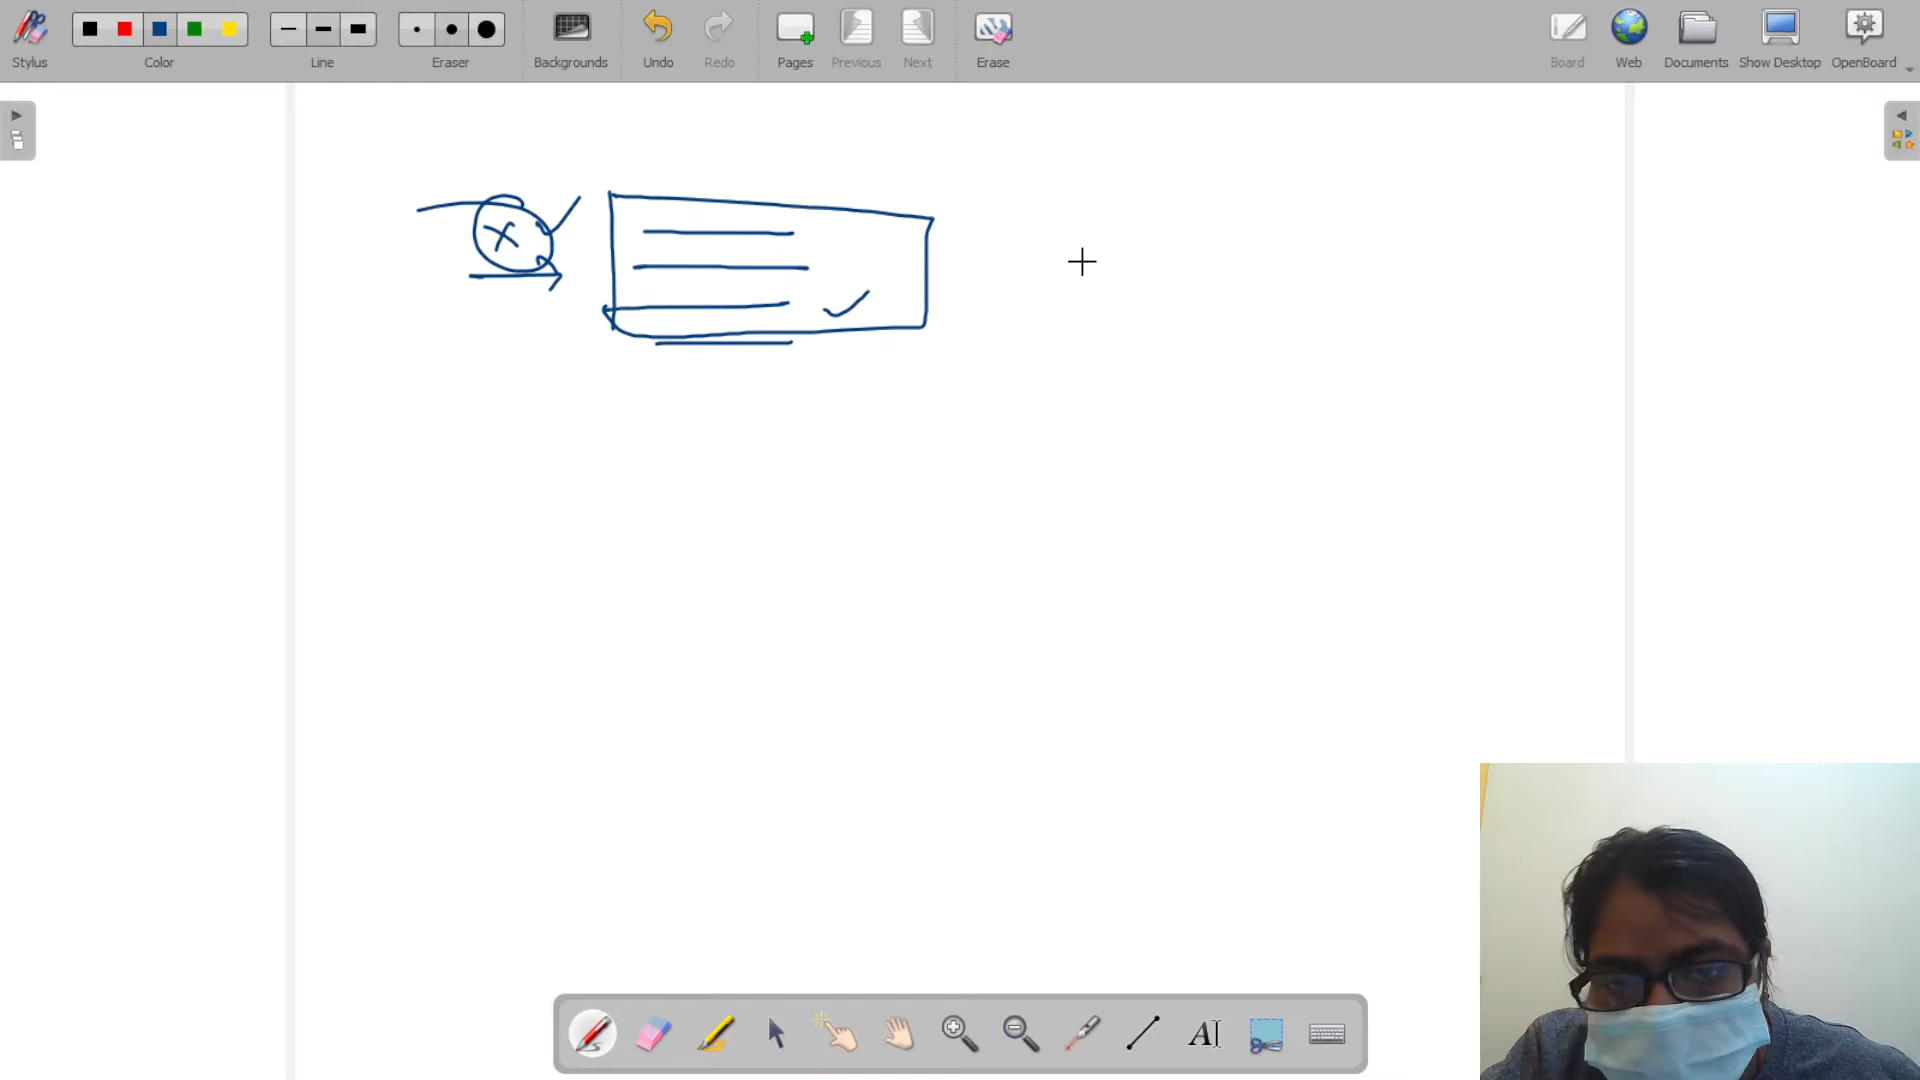 Stylus Color Line Eraser Backgrounds Undo Redo Pages Previous Next Erase Board Web Documents Show Desktop OpenBoard
X
A